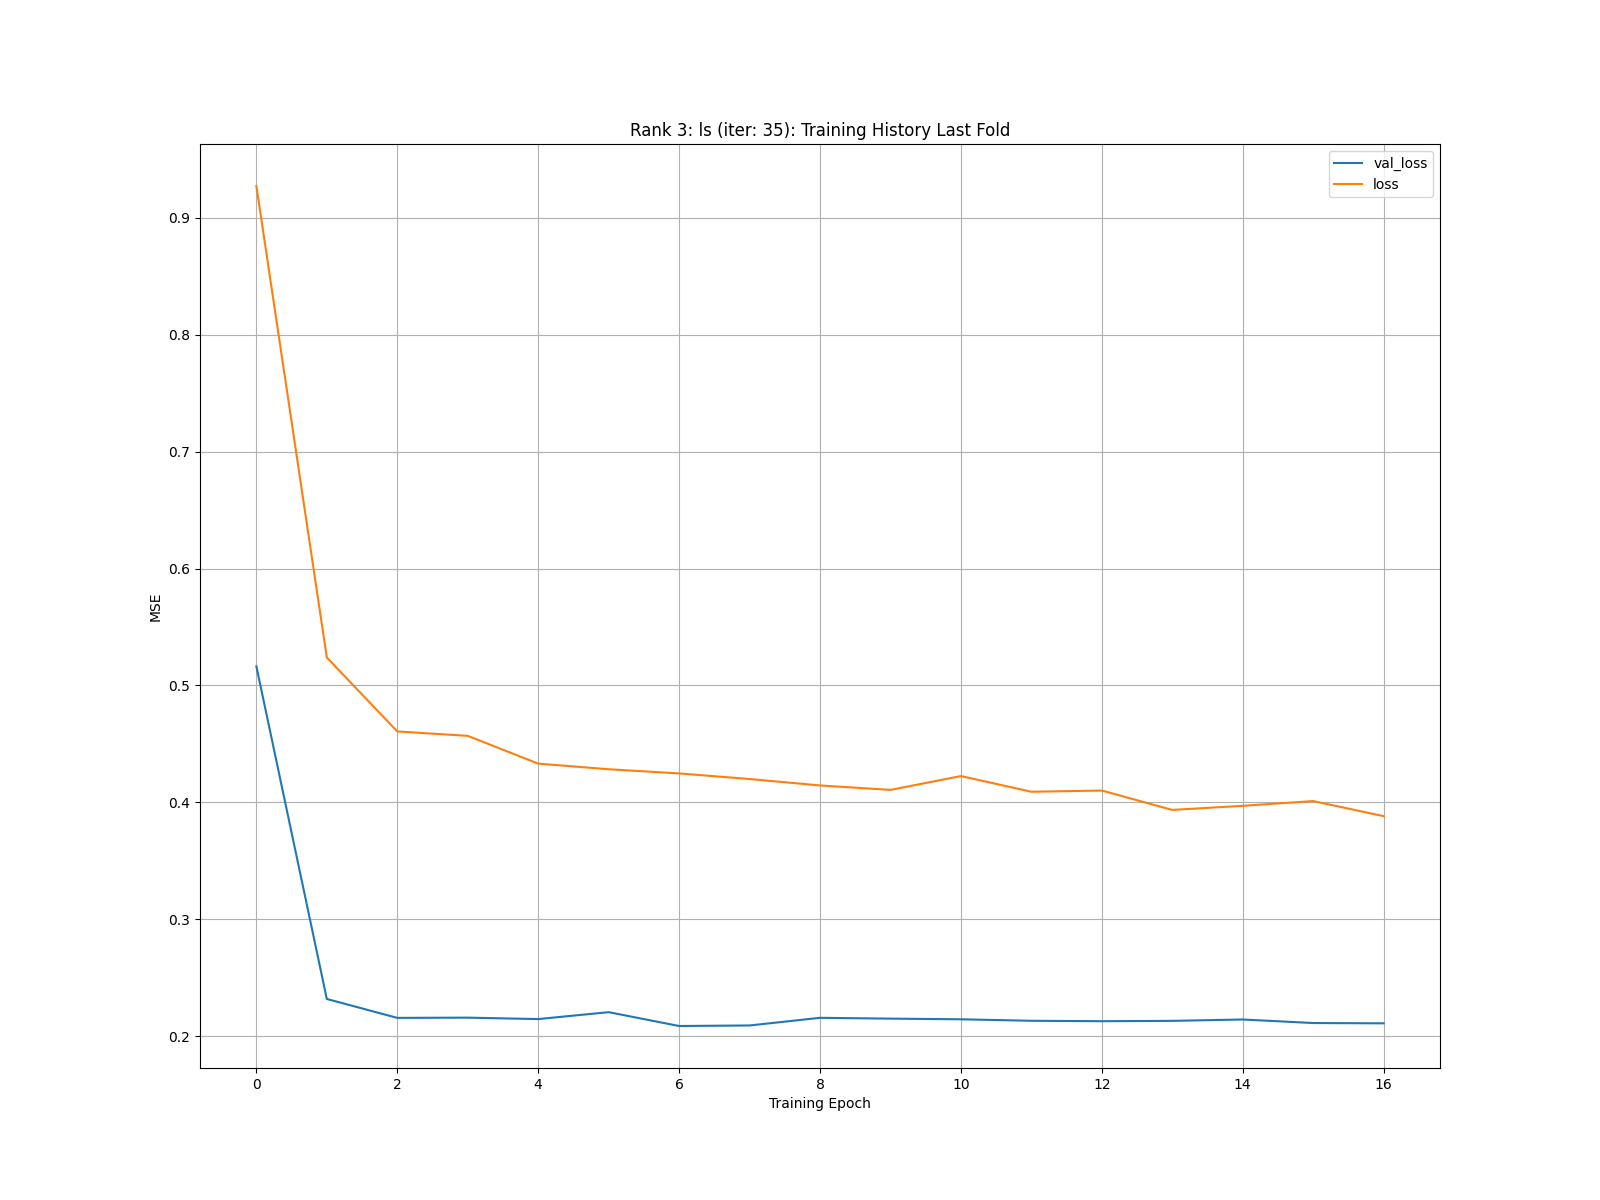 Rank 3: ls (iter: 35): Training History Last Fold
val_loss
loss
0.9
0.8
0.7
0.6
0.5
0.4
0.3
0.2
MSE
0 2 4 6 8 10 12 14 16
Training Epoch